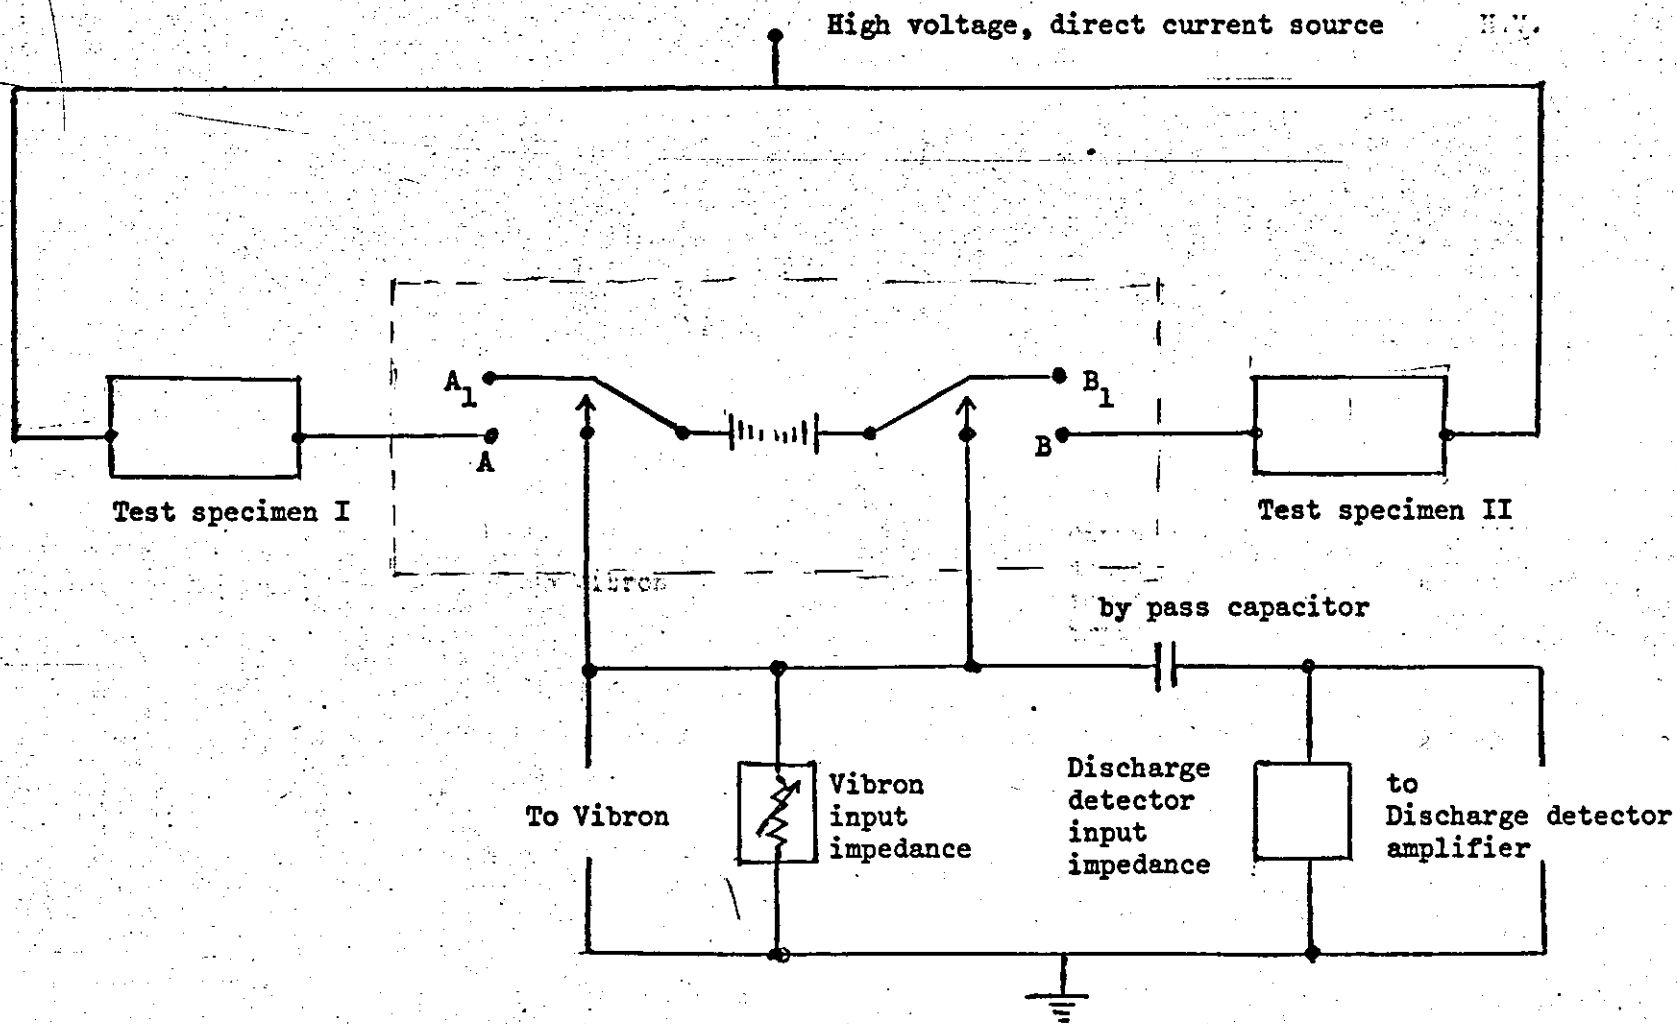 High voltage, direct current source
A1
A
B1
B
Test specimen I
Test specimen II
by pass capacitor
To Vibron
Vibron
input
impedance
Discharge
detector
input
impedance
to
Discharge detector
amplifier